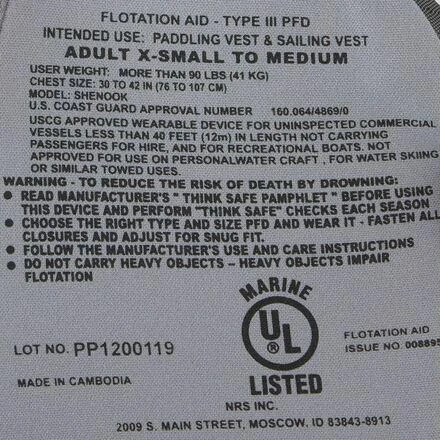 FLOTATION AID - TYPE III PFD
INTENDED USE: PADDLING VEST & SAILING VEST
ADULT X-SMALL TO MEDIUM
USER WEIGHT: MORE THAN 90 LBS (41 KG)
CHEST SIZE: 30 TO 42 IN (76 TO 107 CM)
MODEL: SHENOOK
U.S. COAST GUARD APPROVAL NUMBER 160.064/4869/0
USCG APPROVED WEARABLE DEVICE FOR UNINSPECTED COMMERCIAL
VESSELS LESS THAN 40 FEET (12m) IN LENGTH NOT CARRYING
PASSENGERS FOR HIRE, AND FOR RECREATIONAL BOATS. NOT
APPROVED FOR USE ON PERSONALWATER CRAFT , FOR WATER SKIING
OR SIMILAR TOWED USES.
WARNING - TO REDUCE THE RISK OF DEATH BY DROWNING:
● READ MANUFACTURER'S " THINK SAFE PAMPHLET " BEFORE USING
THIS DEVICE AND PERFORM "THINK SAFE" CHECKS EACH SEASON
● CHOOSE THE RIGHT TYPE AND SIZE PFD AND WEAR IT - FASTEN ALL
CLOSURES AND ADJUST FOR SNUG FIT.
● FOLLOW THE MANUFACTURER'S USE AND CARE INSTRUCTIONS
● DO NOT CARRY HEAVY OBJECTS – HEAVY OBJECTS IMPAIR
FLOTATION
MARINE
UL ®
LISTED
LOT NO. PP1200119
FLOTATION AID
ISSUE NO. 008895
MADE IN CAMBODIA
NRS INC.
2009 S. MAIN STREET, MOSCOW, ID 83843-8913